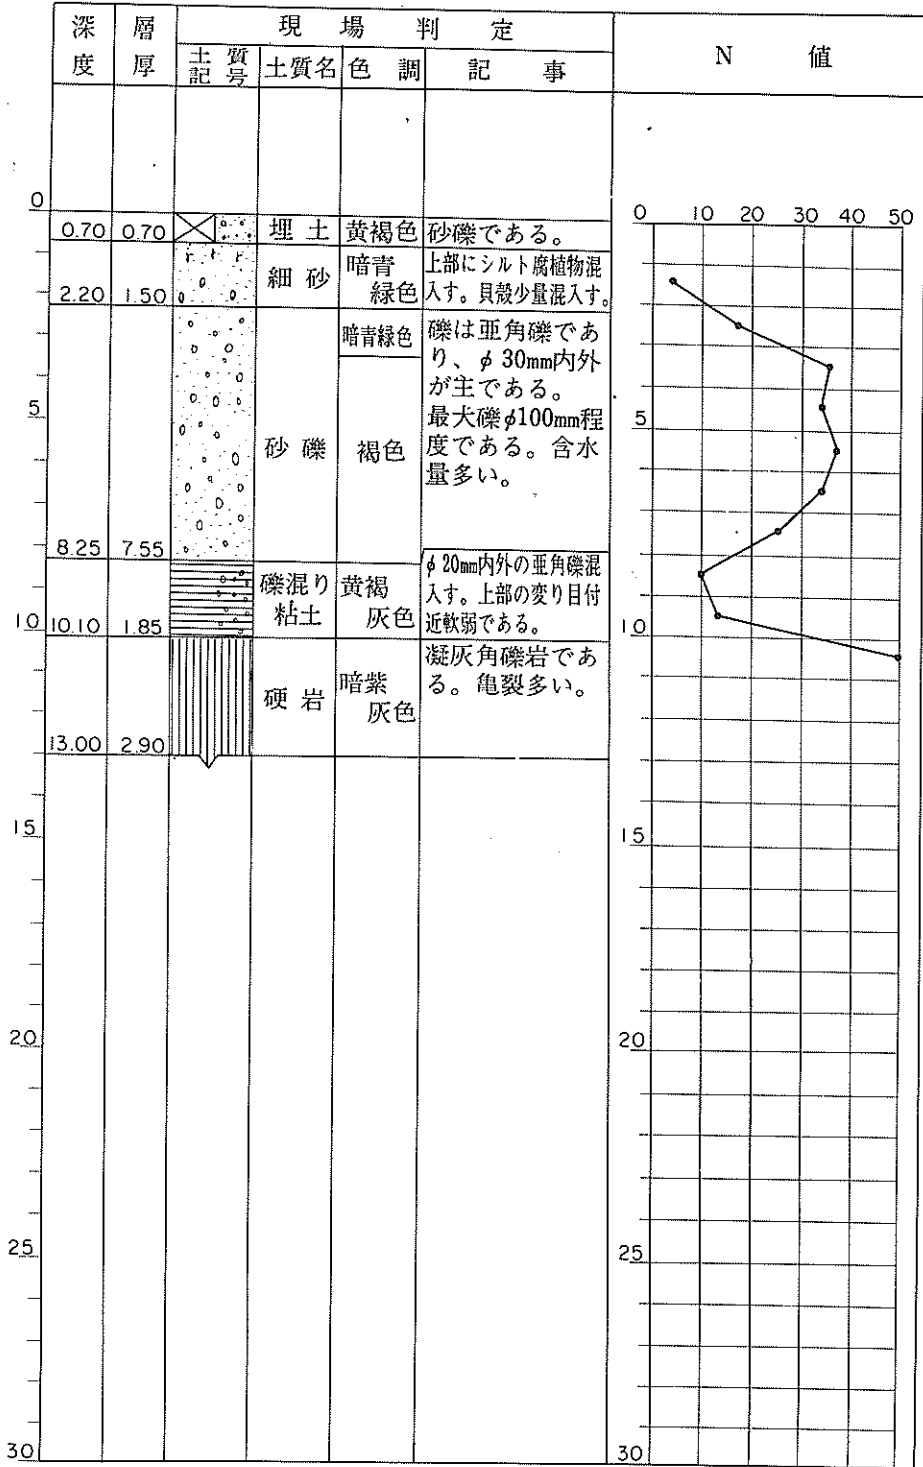 深度
層厚
現場判定
土質記号
土質名
色調
記事
N 値
0
0.70 0.70 埋土 黄褐色 砂礫である。
2.20 1.50 細砂 暗青緑色 上部にシルト腐植物混
入す。貝殻少量混入す。
8.25 7.55 砂礫
暗青緑色
褐色
礫は亜角礫であ
り、φ30mm内外
が主である。
最大礫φ100mm程
度である。含水
量多い。
10.10 1.85 礫混り粘土 黄褐灰色
φ20mm内外の亜角礫混
入す。上部の変り目付
近軟弱である。
13.00 2.90 硬岩 暗紫灰色
凝灰角礫岩であ
る。亀裂多い。
5
10
15
20
25
30
0 10 20 30 40 50
5
10
15
20
25
30